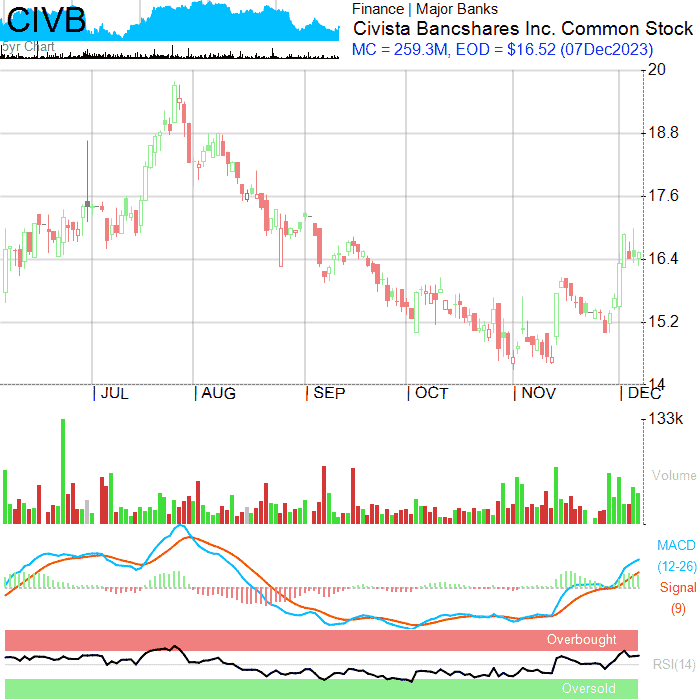 CIVB
5yr Chart
Finance | Major Banks
Civista Bancshares Inc. Common Stock
MC = 259.3M, EOD = $16.52 (07Dec2023)
20
18.8
17.6
16.4
15.2
14
JUL AUG SEP OCT NOV DEC
133k
Volume
MACD
(12-26)
Signal
(9)
Overbought
RSI(14)
Oversold